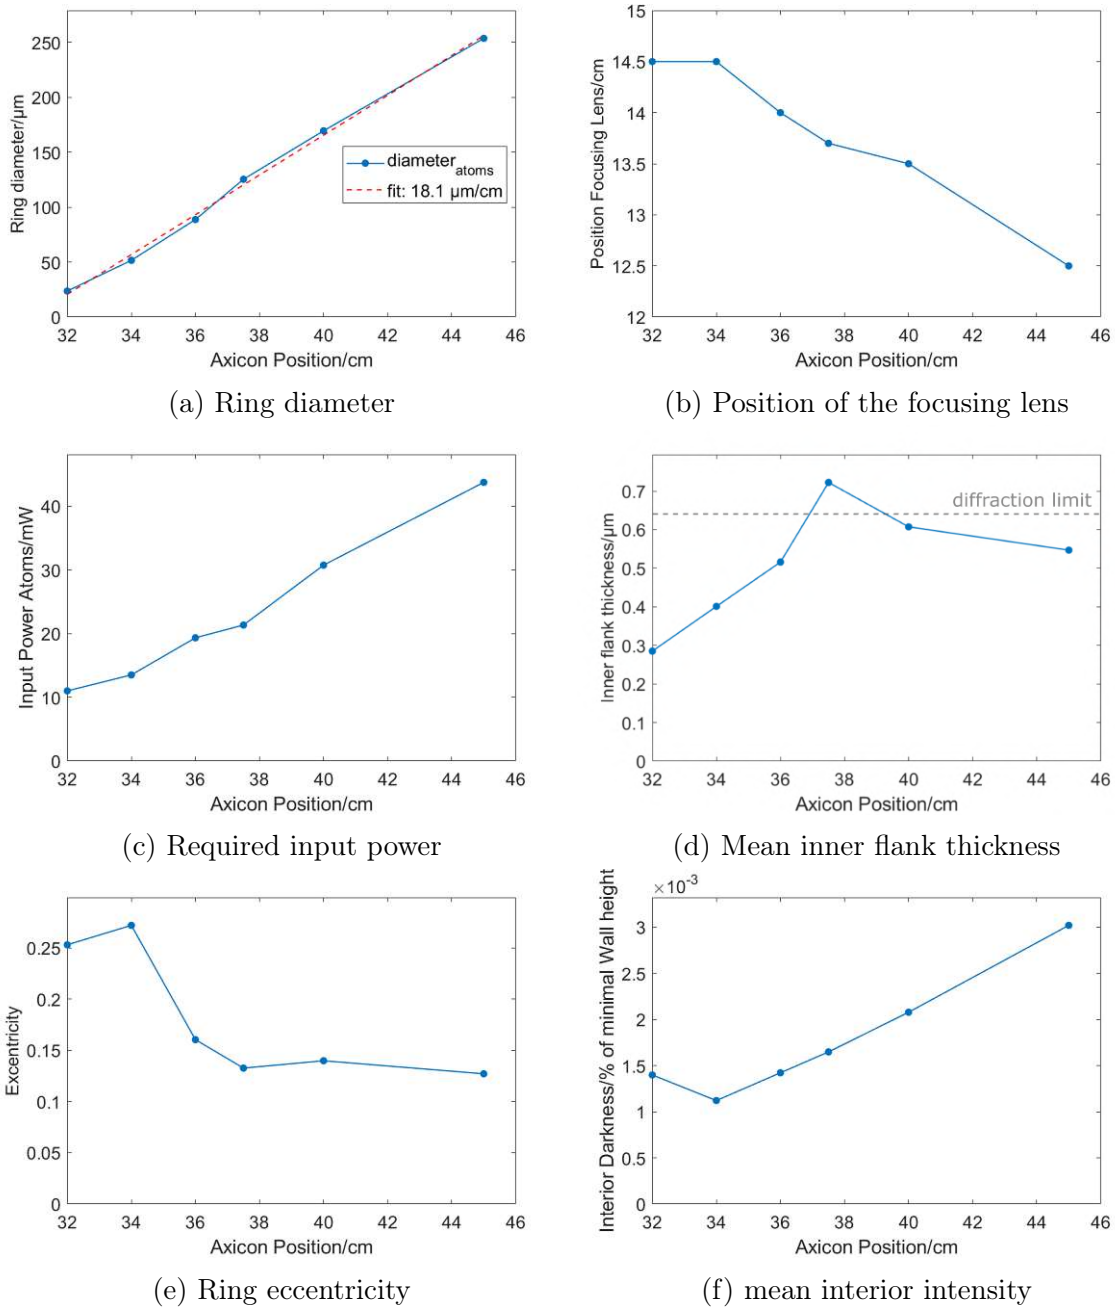 250
200
150
100
50
0
Ring diameter/µm
diameter_atoms
fit: 18.1 µm/cm
32 34 36 38 40 42 44 46
Axicon Position/cm
(a) Ring diameter
15
14.5
14
13.5
13
12.5
12
Position Focusing Lens/cm
32 34 36 38 40 42 44 46
Axicon Position/cm
(b) Position of the focusing lens
40
30
20
10
0
Input Power Atoms/mW
32 34 36 38 40 42 44 46
Axicon Position/cm
(c) Required input power
0.7
0.6
0.5
0.4
0.3
0.2
0.1
0
Inner flank thickness/µm
diffraction limit
32 34 36 38 40 42 44 46
Axicon Position/cm
(d) Mean inner flank thickness
0.25
0.2
0.15
0.1
0.05
0
Excentricity
32 34 36 38 40 42 44 46
Axicon Position/cm
(e) Ring eccentricity
×10⁻³
3
2.5
2
1.5
1
0.5
0
Interior Darkness/% of minimal Wall height
32 34 36 38 40 42 44 46
Axicon Position/cm
(f) mean interior intensity